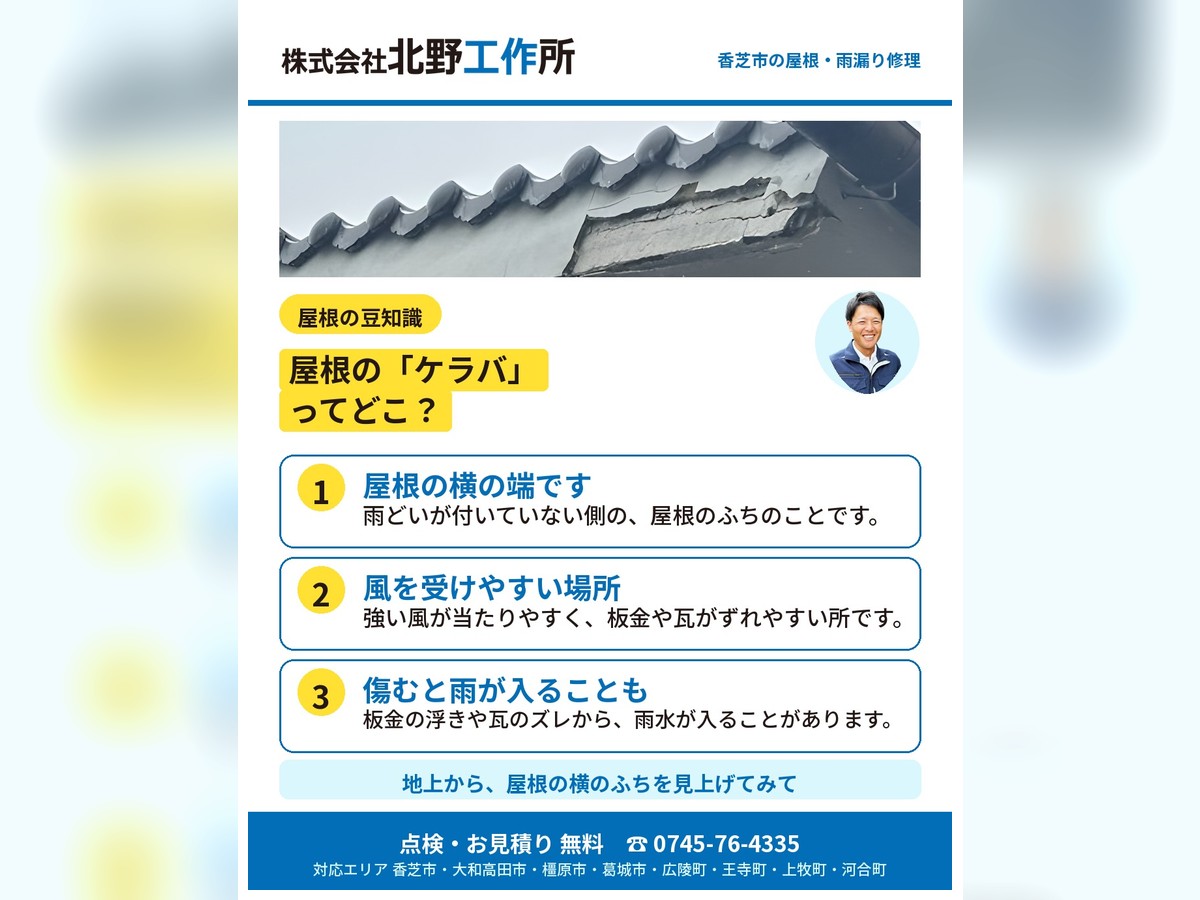 株式会社北野工作所
香芝市の屋根・雨漏り修理
屋根の豆知識
屋根の「ケラバ」
ってどこ？
1
屋根の横の端です
雨どいが付いていない側の、屋根のふちのことです。
2
風を受けやすい場所
強い風が当たりやすく、板金や瓦がずれやすい所です。
3
傷むと雨が入ることも
板金の浮きや瓦のズレから、雨水が入ることがあります。
地上から、屋根の横のふちを見上げてみて
点検・お見積り 無料　☎ 0745-76-4335
対応エリア 香芝市・大和高田市・橿原市・葛城市・広陵町・王寺町・上牧町・河合町